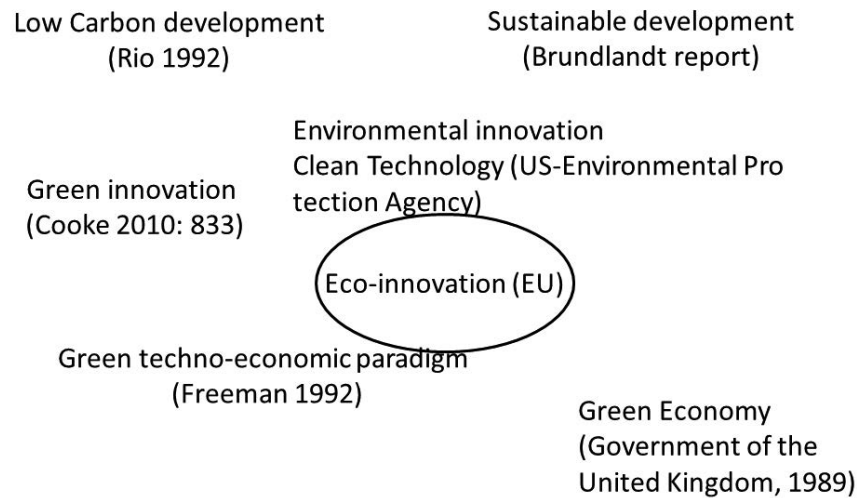 Low Carbon development
(Rio 1992)
Sustainable development
(Brundlandt report)
Environmental innovation
Clean Technology (US-Environmental Pro
tection Agency)
Green innovation
(Cooke 2010: 833)
Eco-innovation (EU)
Green techno-economic paradigm
(Freeman 1992)
Green Economy
(Government of the
United Kingdom, 1989)